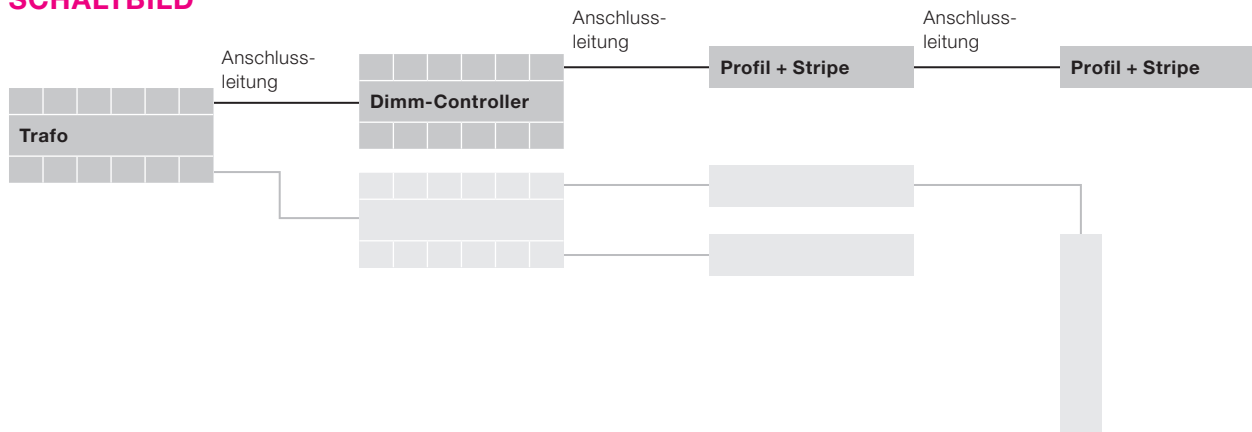 SCHALTBILD
Anschluss-
leitung
Anschluss-
leitung
Anschluss-
leitung
Trafo
Dimm-Controller
Profil + Stripe
Profil + Stripe